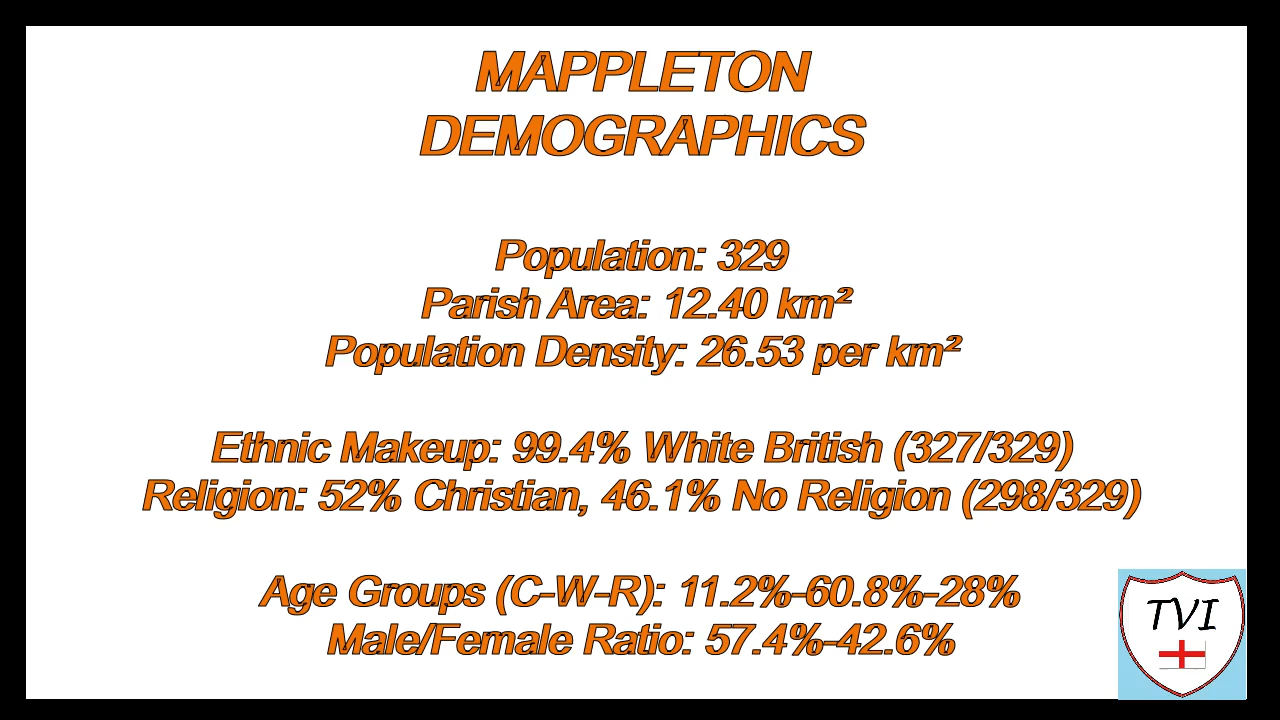 MAPPLETON
DEMOGRAPHICS
Population: 329
Parish Area: 12.40 km²
Population Density: 26.53 per km²
Ethnic Makeup: 99.4% White British (327/329)
Religion: 52% Christian, 46.1% No Religion (298/329)
Age Groups (C-W-R): 11.2%-60.8%-28%
Male/Female Ratio: 57.4%-42.6%
TVI